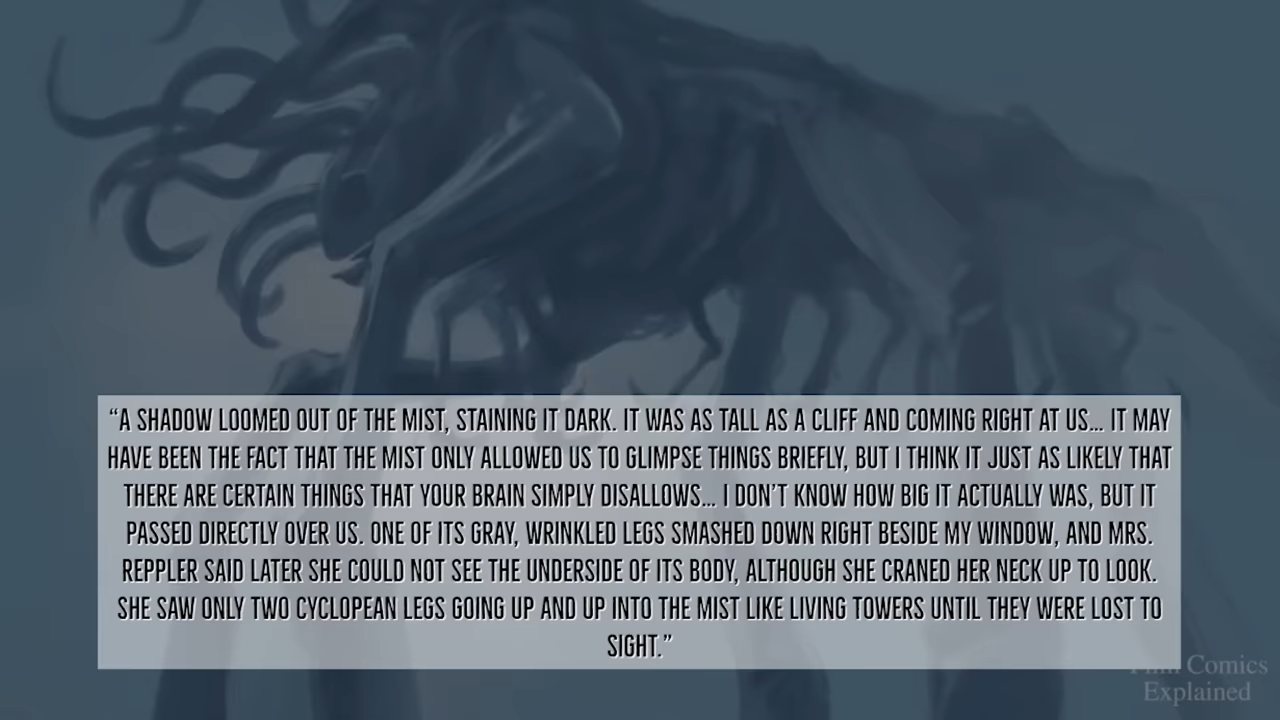 “A SHADOW LOOMED OUT OF THE MIST, STAINING IT DARK. IT WAS AS TALL AS A CLIFF AND COMING RIGHT AT US... IT MAY
HAVE BEEN THE FACT THAT THE MIST ONLY ALLOWED US TO GLIMPSE THINGS BRIEFLY, BUT I THINK IT JUST AS LIKELY THAT
THERE ARE CERTAIN THINGS THAT YOUR BRAIN SIMPLY DISALLOWS... I DON’T KNOW HOW BIG IT ACTUALLY WAS, BUT IT
PASSED DIRECTLY OVER US. ONE OF ITS GRAY, WRINKLED LEGS SMASHED DOWN RIGHT BESIDE MY WINDOW, AND MRS.
REPPLER SAID LATER SHE COULD NOT SEE THE UNDERSIDE OF ITS BODY, ALTHOUGH SHE CRANED HER NECK UP TO LOOK.
SHE SAW ONLY TWO CYCLOPEAN LEGS GOING UP AND UP INTO THE MIST LIKE LIVING TOWERS UNTIL THEY WERE LOST TO
SIGHT.”
Film Comics
Explained